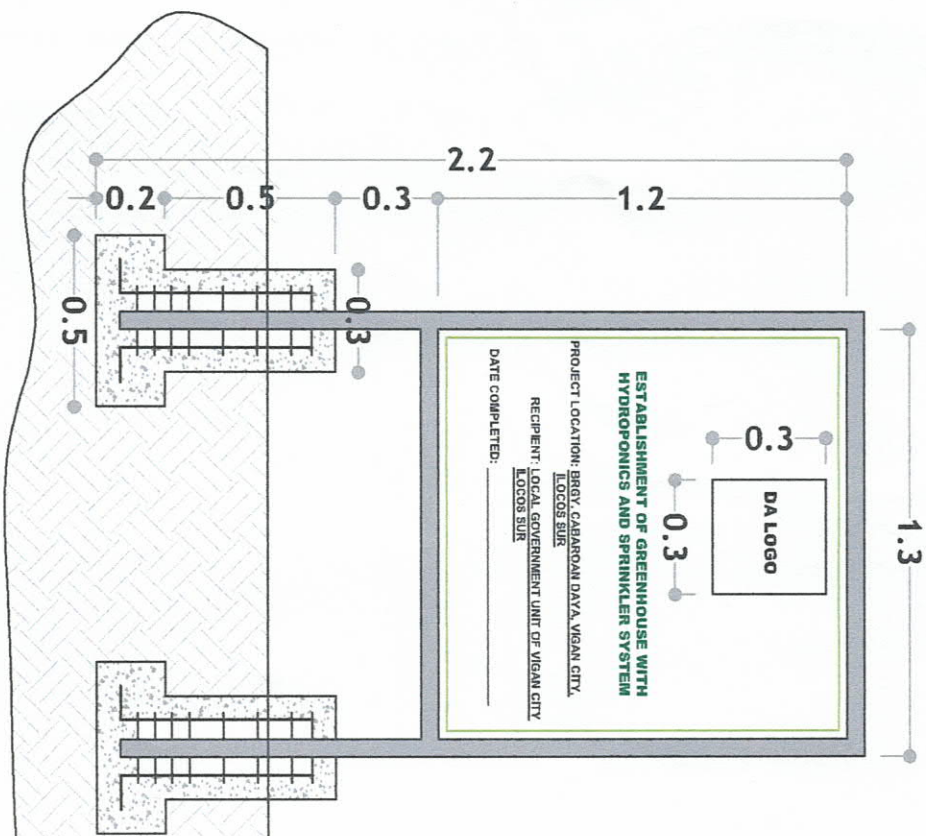 1.3
DA LOGO
0.3
0.3
ESTABLISHMENT OF GREENHOUSE WITH
HYDROPONICS AND SPRINKLER SYSTEM
PROJECT LOCATION: BRGY. CABAROAN DAYA, VIGAN CITY,
ILOCOS SUR
RECIPIENT: LOCAL GOVERNMENT UNIT OF VIGAN CITY
ILOCOS SUR
DATE COMPLETED:
2.2
1.2
0.3
0.5
0.2
0.3
0.5